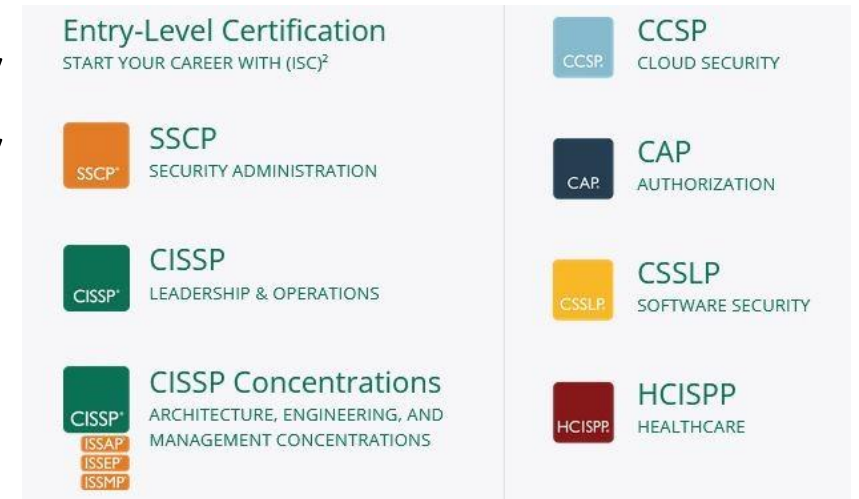 Entry-Level Certification
START YOUR CAREER WITH (ISC)²
SSCP®
SSCP
SECURITY ADMINISTRATION
CISSP®
CISSP
LEADERSHIP & OPERATIONS
CISSP®
ISSAP®
ISSEP®
ISSMP®
CISSP Concentrations
ARCHITECTURE, ENGINEERING, AND
MANAGEMENT CONCENTRATIONS
CCSP®
CCSP
CLOUD SECURITY
CAP®
CAP
AUTHORIZATION
CSSLP®
CSSLP
SOFTWARE SECURITY
HCISPP®
HCISPP
HEALTHCARE